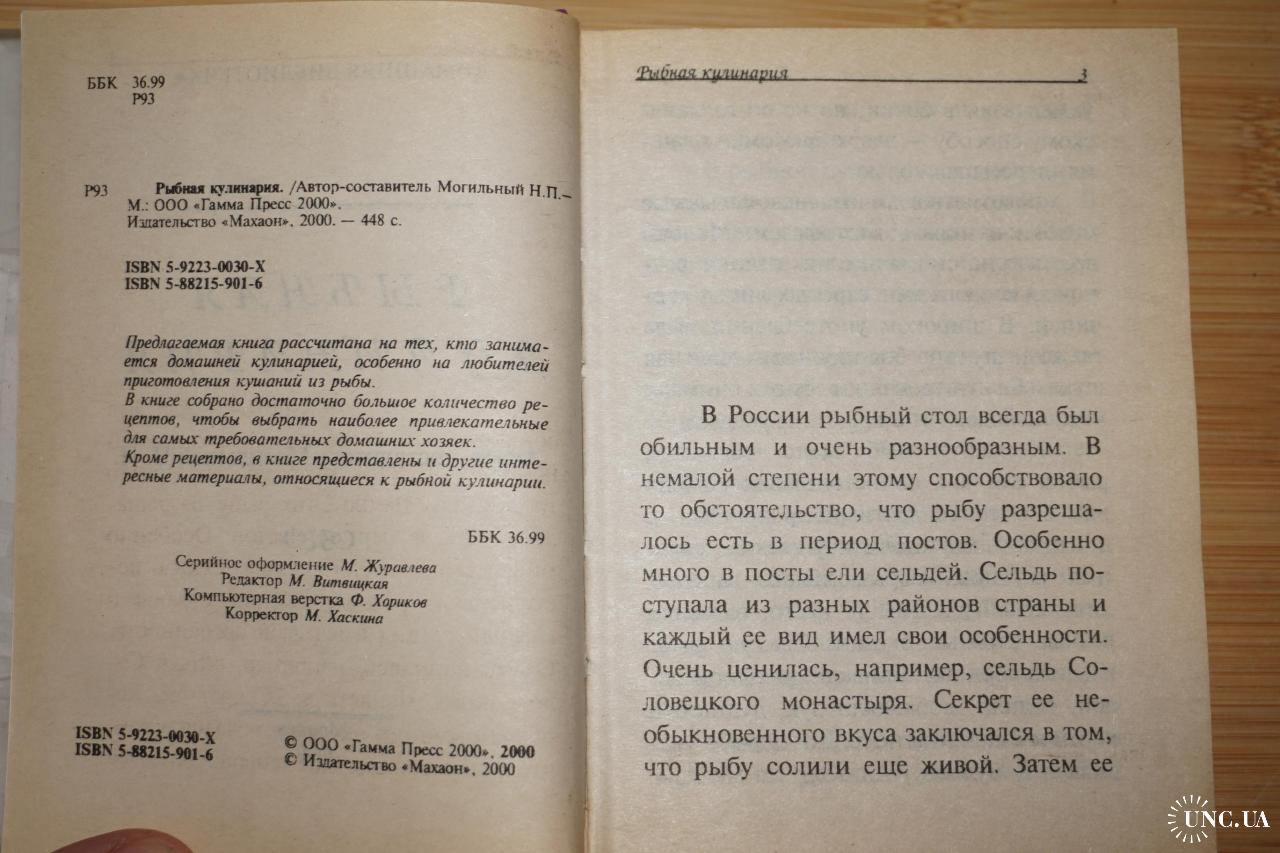 ББК 36.99
Р93
Р93 Рыбная кулинария. /Автор-составитель Могильный Н.П.–
М.: ООО «Гамма Пресс 2000».
Издательство «Махаон», 2000. — 448 с.
ISBN 5-9223-0030-X
ISBN 5-88215-901-6
Предлагаемая книга рассчитана на тех, кто занима-
ется домашней кулинарией, особенно на любителей
приготовления кушаний из рыбы.
В книге собрано достаточно большое количество ре-
цептов, чтобы выбрать наиболее привлекательные
для самых требовательных домашних хозяек.
Кроме рецептов, в книге представлены и другие инте-
ресные материалы, относящиеся к рыбной кулинарии.
ББК 36.99
Серийное оформление М. Журавлева
Редактор М. Витвицкая
Компьютерная верстка Ф. Хориков
Корректор М. Хаскина
ISBN 5-9223-0030-X
ISBN 5-88215-901-6
© ООО «Гамма Пресс 2000», 2000
© Издательство «Махаон», 2000
Рыбная кулинария 3
В России рыбный стол всегда был
обильным и очень разнообразным. В
немалой степени этому способствовало
то обстоятельство, что рыбу разреша-
лось есть в период постов. Особенно
много в посты ели сельдей. Сельдь по-
ступала из разных районов страны и
каждый ее вид имел свои особенности.
Очень ценилась, например, сельдь Со-
ловецкого монастыря. Секрет ее не-
обыкновенного вкуса заключался в том,
что рыбу солили еще живой. Затем ее
UNC.UA